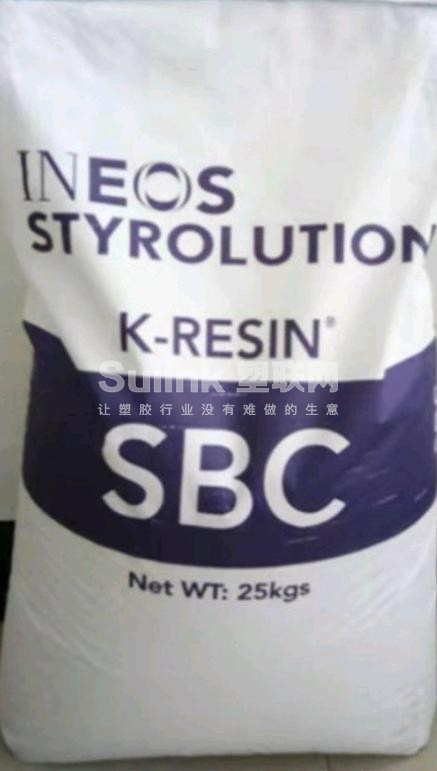 INEOS
STYROLUTION
K-RESIN®
Sulink 塑联网
让塑胶行业没有难做的生意
SBC
Net WT: 25kgs